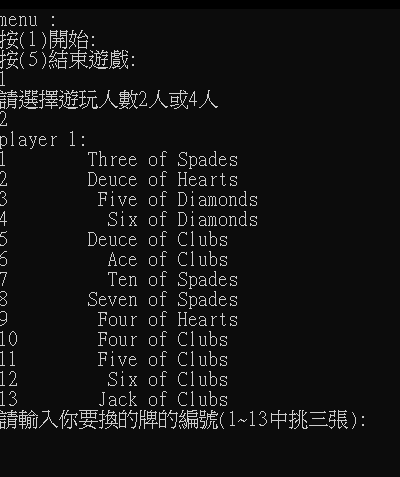 menu :
按(1)開始:
按(5)結束遊戲:
1
請選擇遊玩人數2人或4人
2
player 1:
1 Three of Spades
2 Deuce of Hearts
3 Five of Diamonds
4 Six of Diamonds
5 Deuce of Clubs
6 Ace of Clubs
7 Ten of Spades
8 Seven of Spades
9 Four of Hearts
10 Four of Clubs
11 Five of Clubs
12 Six of Clubs
13 Jack of Clubs
請輸入你要換的牌的編號(1~13中挑三張):